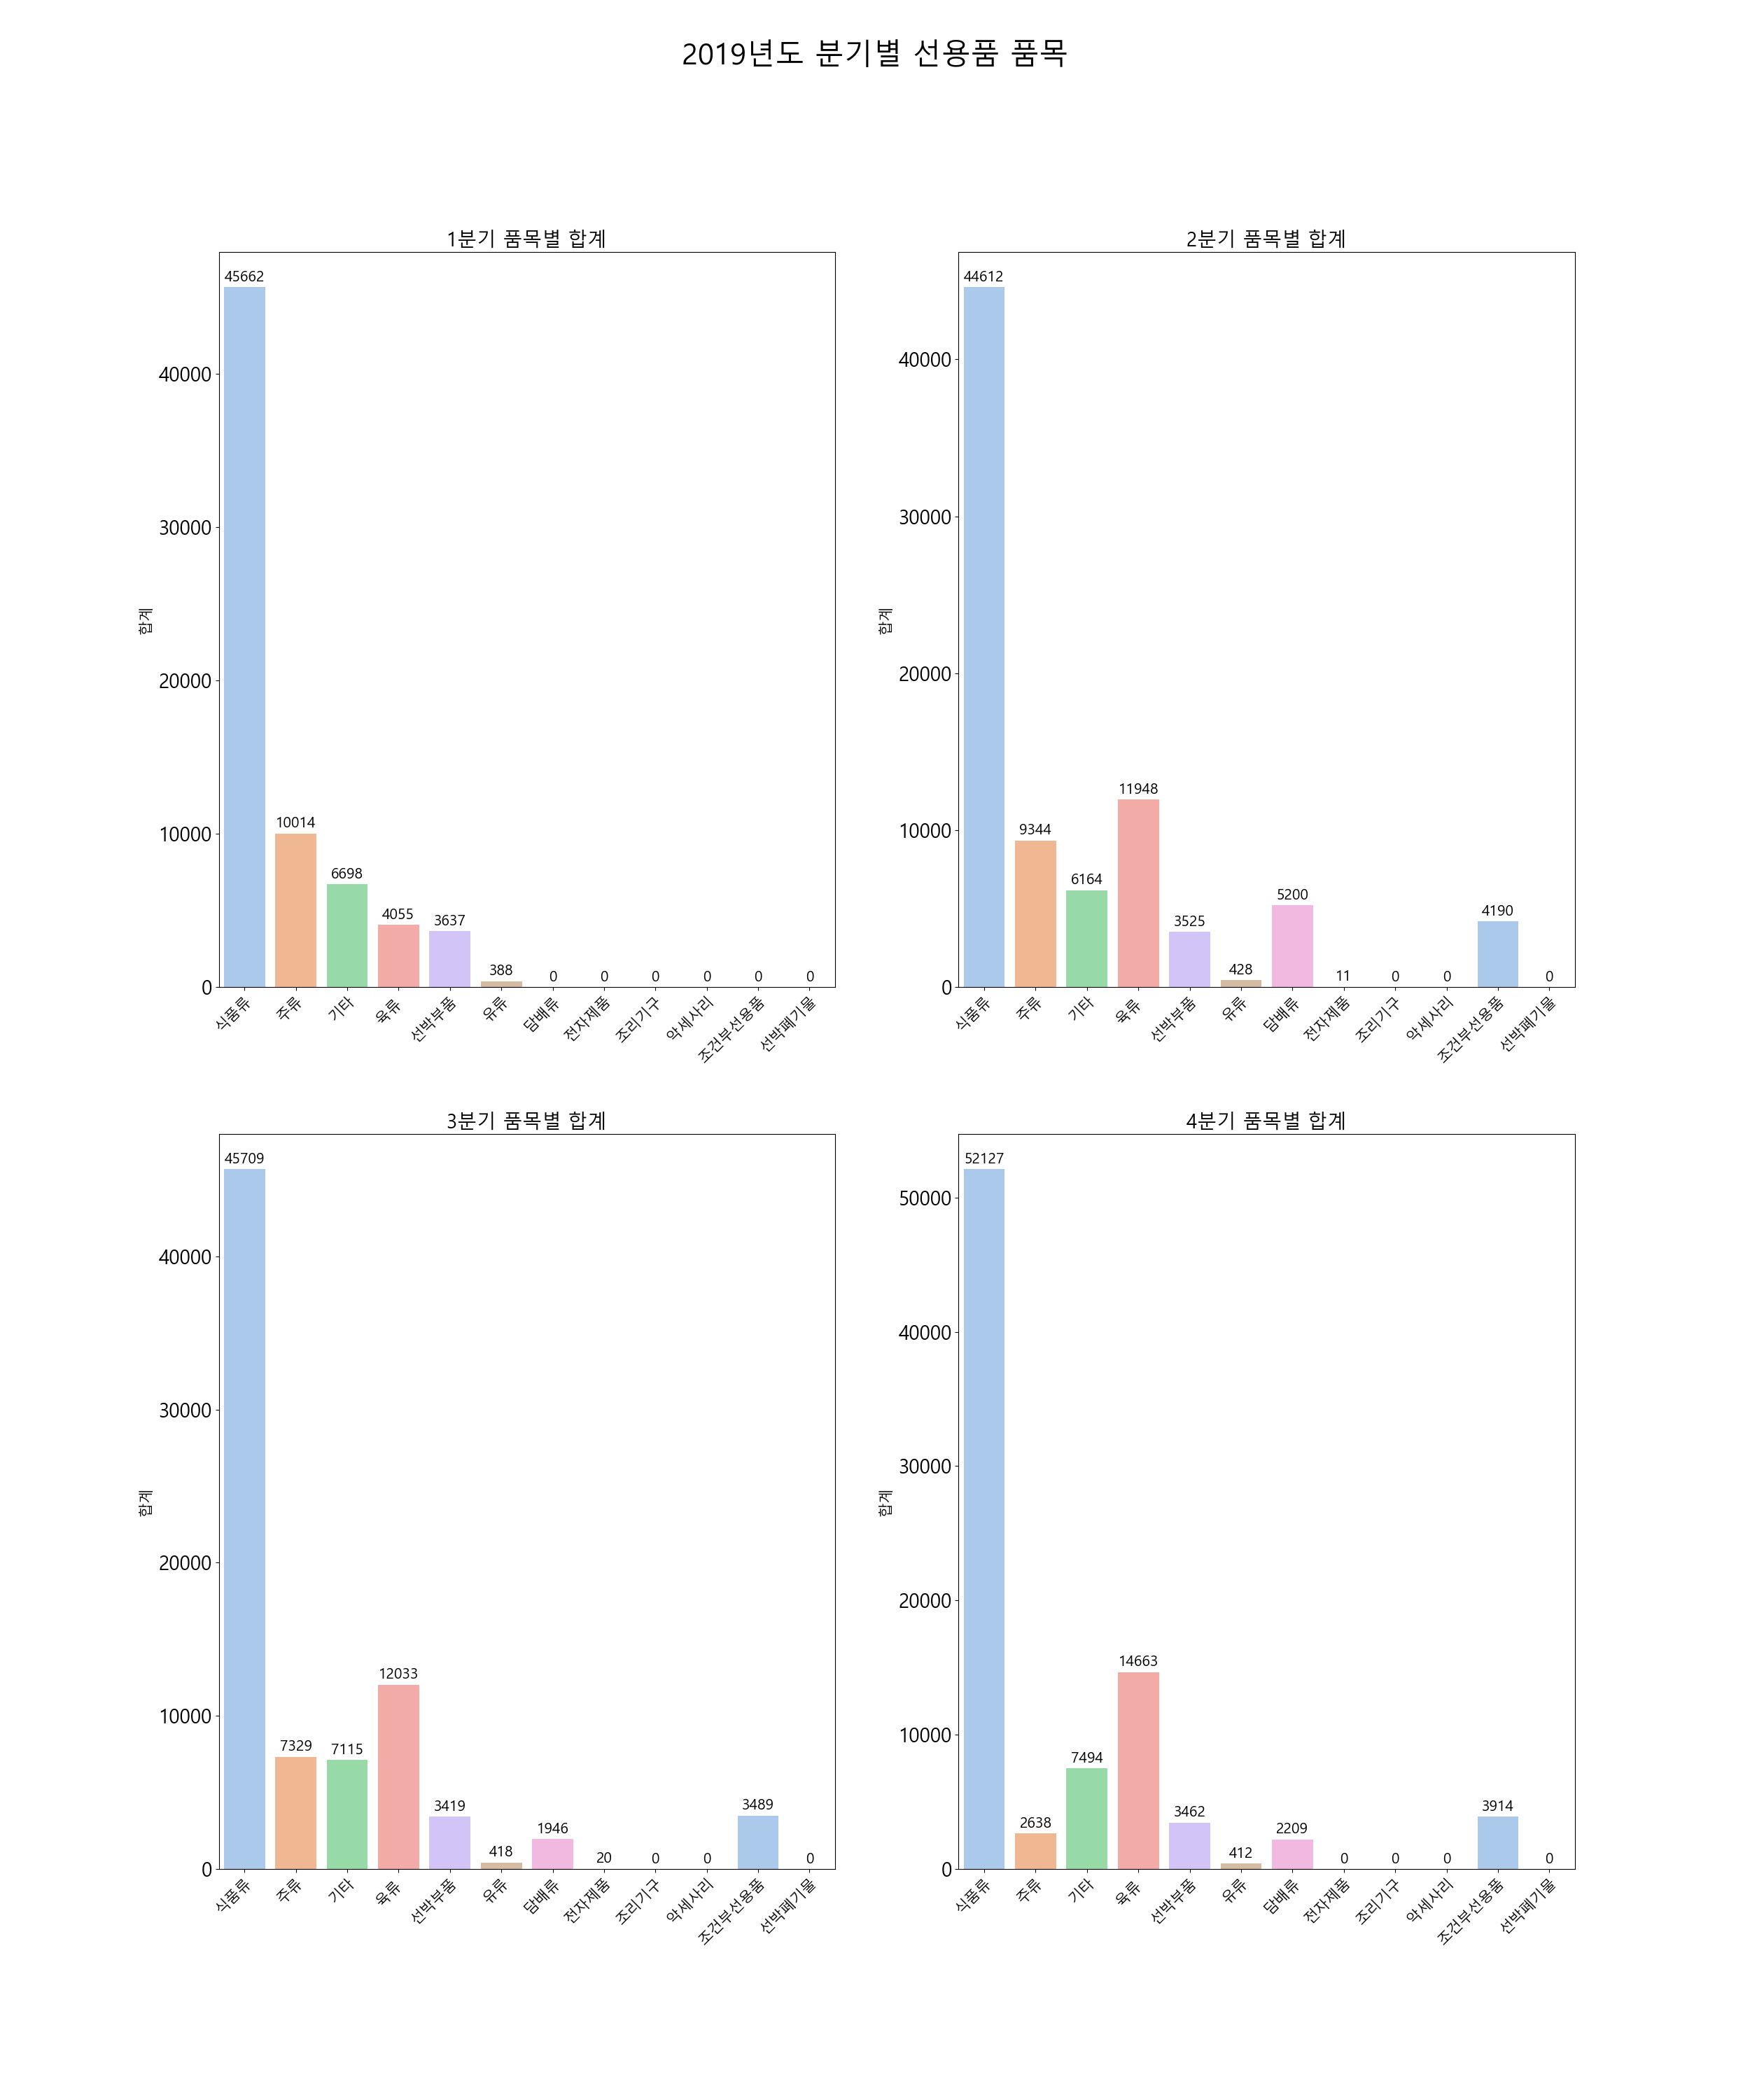 2019년도 분기별 선용품 품목
1분기 품목별 합계
45662
10014
6698
4055
3637
388
0
0
0
0
0
0
40000
30000
20000
10000
0
합계
식품류
주류
기타
육류
선박부품
유류
담배류
전자제품
조리기구
악세사리
조건부선용품
선박폐기물
2분기 품목별 합계
44612
9344
6164
11948
3525
428
5200
11
0
0
4190
0
40000
30000
20000
10000
0
합계
식품류
주류
기타
육류
선박부품
유류
담배류
전자제품
조리기구
악세사리
조건부선용품
선박폐기물
3분기 품목별 합계
45709
7329
7115
12033
3419
418
1946
20
0
0
3489
0
40000
30000
20000
10000
0
합계
식품류
주류
기타
육류
선박부품
유류
담배류
전자제품
조리기구
악세사리
조건부선용품
선박폐기물
4분기 품목별 합계
52127
2638
7494
14663
3462
412
2209
0
0
0
3914
0
50000
40000
30000
20000
10000
0
합계
식품류
주류
기타
육류
선박부품
유류
담배류
전자제품
조리기구
악세사리
조건부선용품
선박폐기물